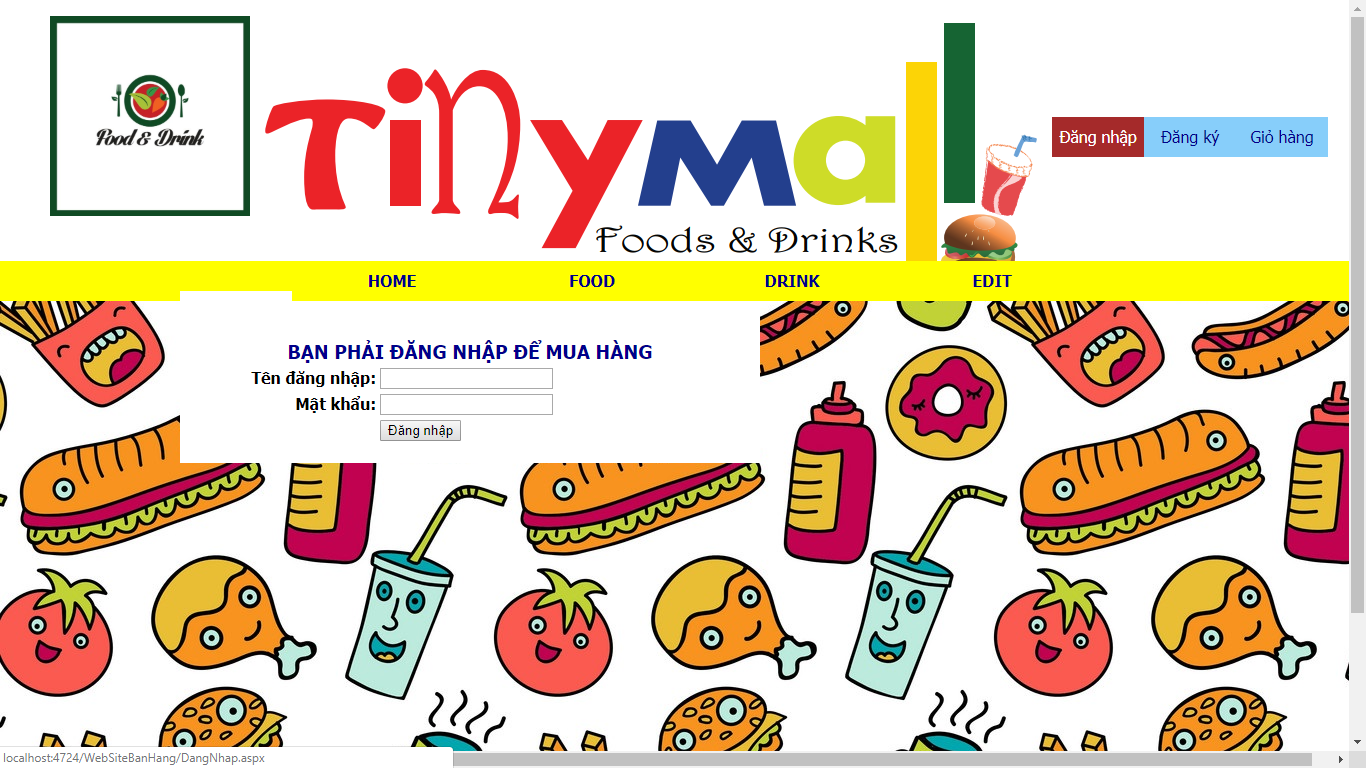 Food & Drink
Tinymall
Foods & Drinks
Đăng nhập Đăng ký Giỏ hàng
HOME FOOD DRINK EDIT
BẠN PHẢI ĐĂNG NHẬP ĐỂ MUA HÀNG
Tên đăng nhập:
Mật khẩu:
Đăng nhập
localhost:4724/WebSiteBanHang/DangNhap.aspx